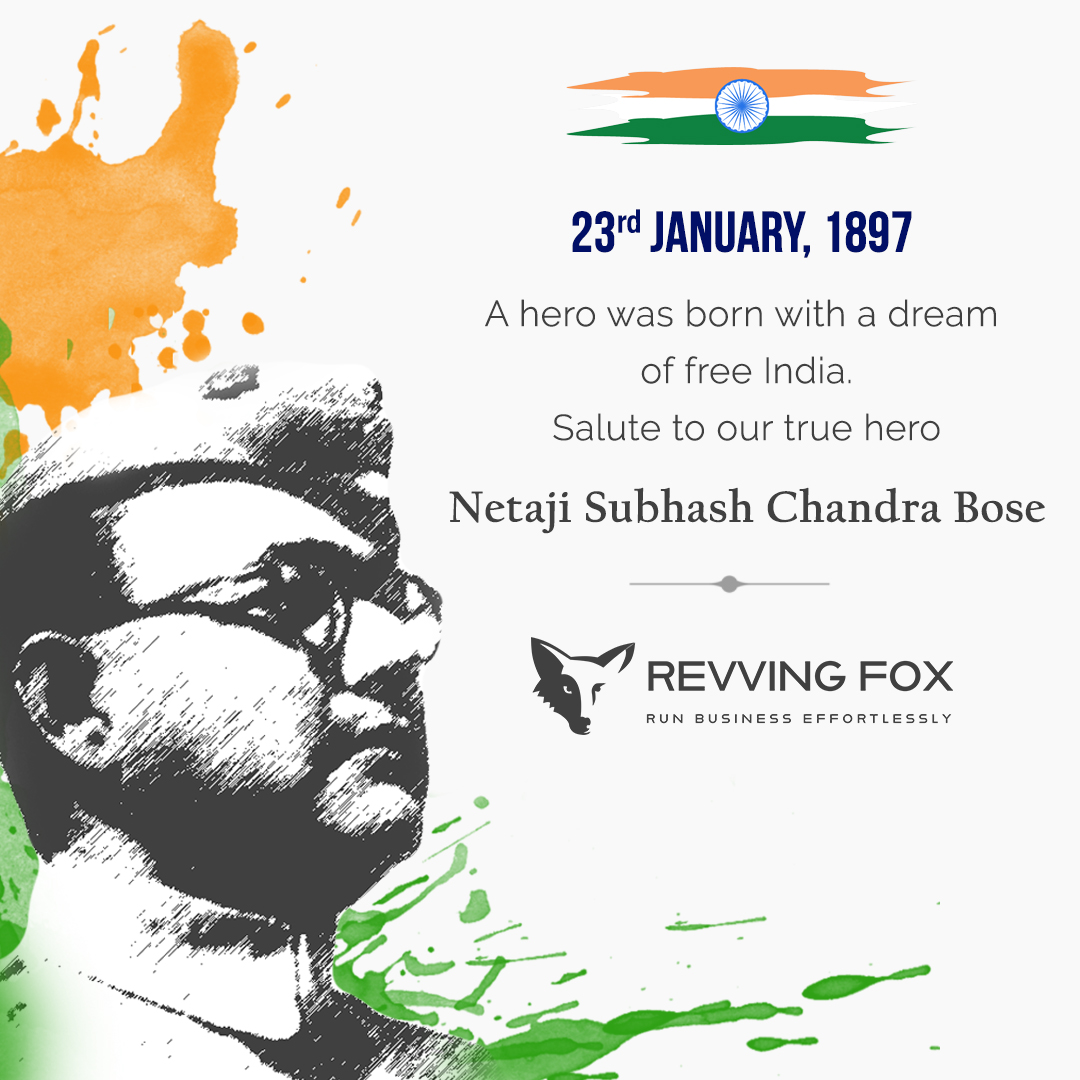 23rd JANUARY, 1897
A hero was born with a dream
of free India.
Salute to our true hero
Netaji Subhash Chandra Bose
REVVING FOX
RUN BUSINESS EFFORTLESSLY